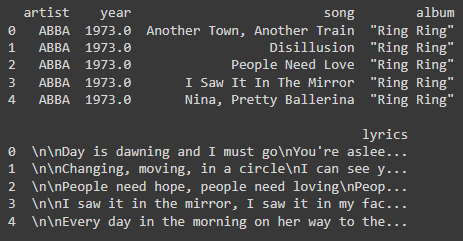 artist year song album
0 ABBA 1973.0 Another Town, Another Train "Ring Ring"
1 ABBA 1973.0 Disillusion "Ring Ring"
2 ABBA 1973.0 People Need Love "Ring Ring"
3 ABBA 1973.0 I Saw It In The Mirror "Ring Ring"
4 ABBA 1973.0 Nina, Pretty Ballerina "Ring Ring"
lyrics
0 \n\nDay is dawning and I must go\nYou're aslee...
1 \n\nChanging, moving, in a circle\nI can see y...
2 \n\nPeople need hope, people need loving\nPeop...
3 \n\nI saw it in the mirror, I saw it in my fac...
4 \n\nEvery day in the morning on her way to the...